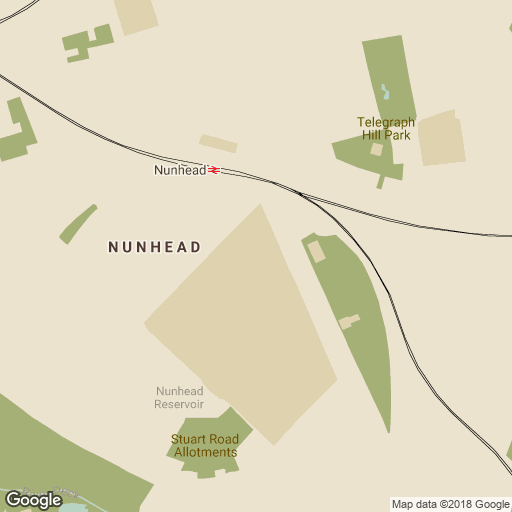 Telegraph
Hill Park
Nunhead
NUNHEAD
Nunhead
Reservoir
Stuart Road
Allotments
Google
Map data ©2018 Google